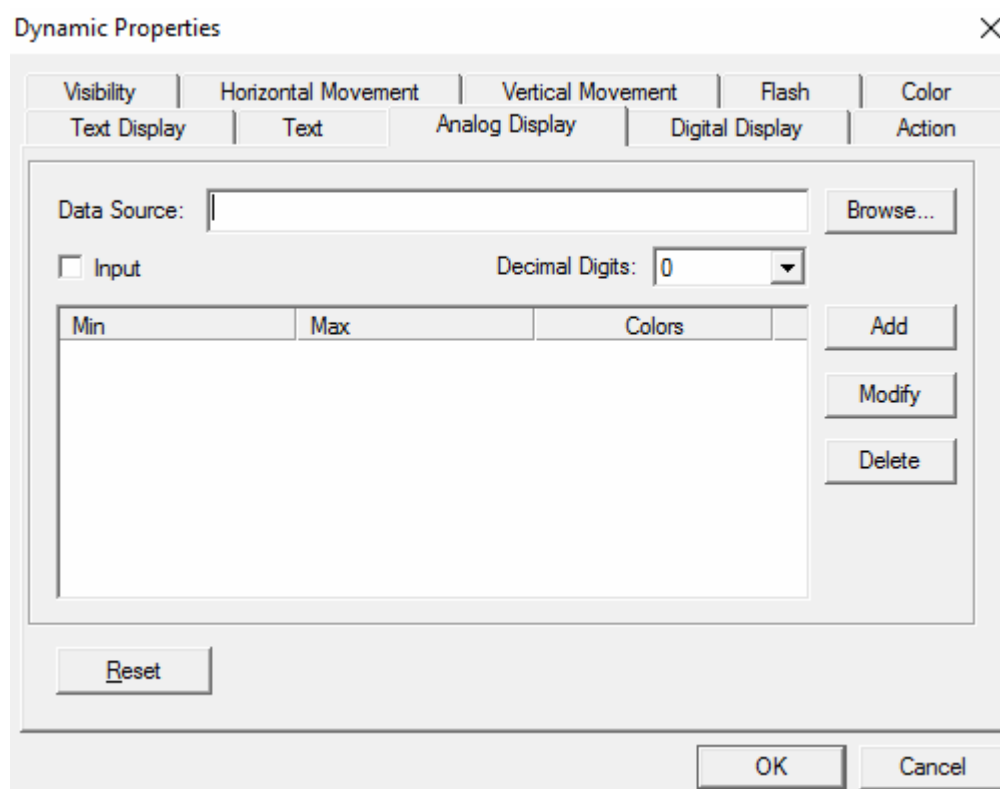 Dynamic Properties
Visibility Horizontal Movement Vertical Movement Flash Color
Text Display Text Analog Display Digital Display Action
Data Source: Browse...
Input Decimal Digits: 0
Min Max Colors Add
Modify
Delete
Reset
OK Cancel